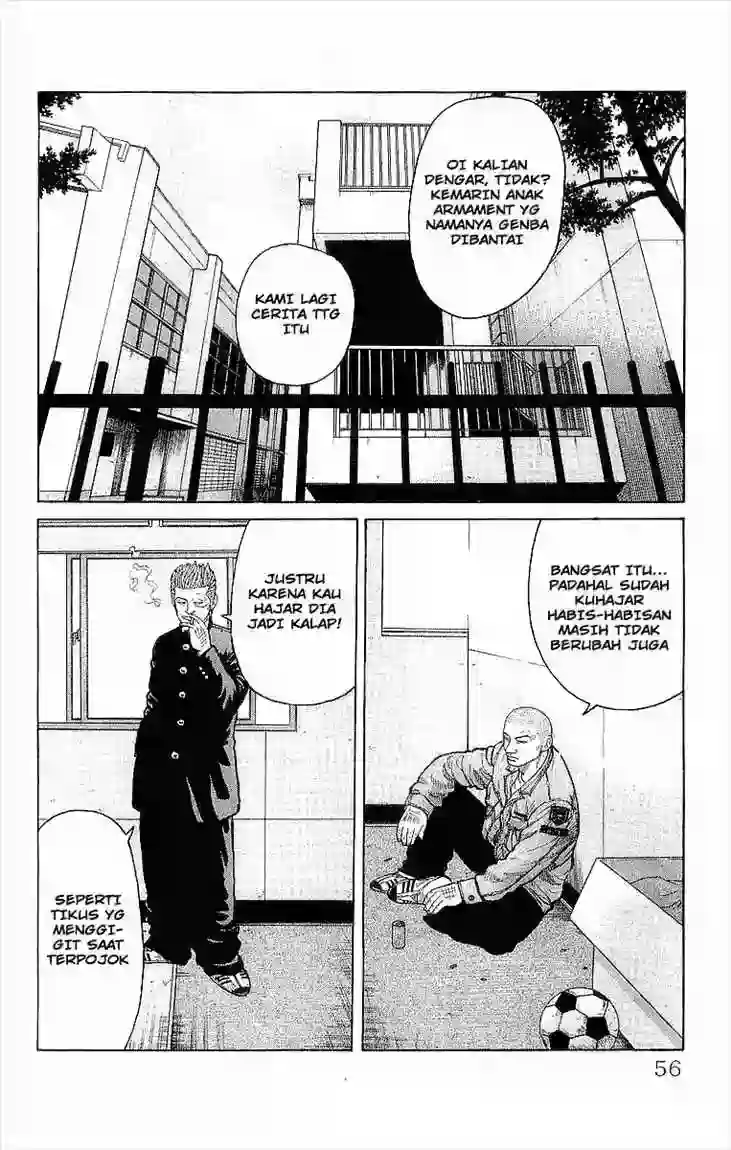 OI KALIAN
DENGAR, TIDAK?
KEMARIN ANAK
ARMAMENT YG
NAMANYA GENBA
DIBANTAI
KAMI LAGI
CERITA TTG
ITU
BANGSAT ITU...
PADAHAL SUDAH
KUHAJAR
HABIS-HABISAN
MASIH TIDAK
BERUBAH JUGA
JUSTRU
KARENA KAU
HAJAR DIA
JADI KALAP!
SEPERTI
TIKUS YG
MENGGI-
GIT SAAT
TERPOJOK
56